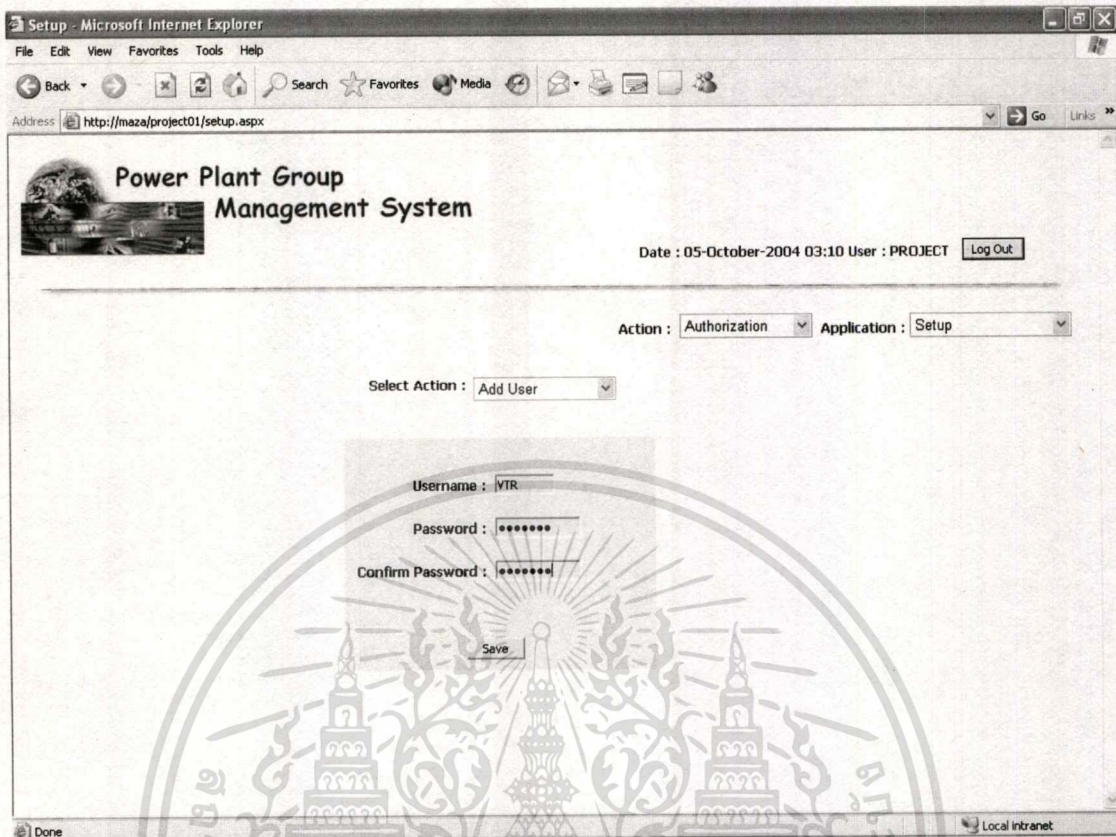 Setup - Microsoft Internet Explorer
File Edit View Favorites Tools Help
Back Search Favorites Media
Address http://maza/project01/setup.aspx Go Links »
Power Plant Group
Management System
Date : 05-October-2004 03:10 User : PROJECT Log Out
Action : Authorization Application : Setup
Select Action : Add User
Username : VTR
Password : •••••••
Confirm Password : •••••••
Save
Done Local intranet